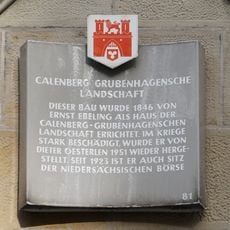 CALENBERG GRUBENHAGENSCHE
LANDSCHAFT
DIESER BAU WURDE 1846 VON
ERNST EBELING ALS HAUS DER
CALENBERG-GRUBENHAGENSCHEN
LANDSCHAFT ERRICHTET. IM KRIEGE
STARK BESCHÄDIGT, WURDE ER VON
DIETER OESTERLEN 1951 WIEDER HERGE-
STELLT. SEIT 1923 IST ER AUCH SITZ
DER NIEDERSÄCHSISCHEN BÖRSE
81